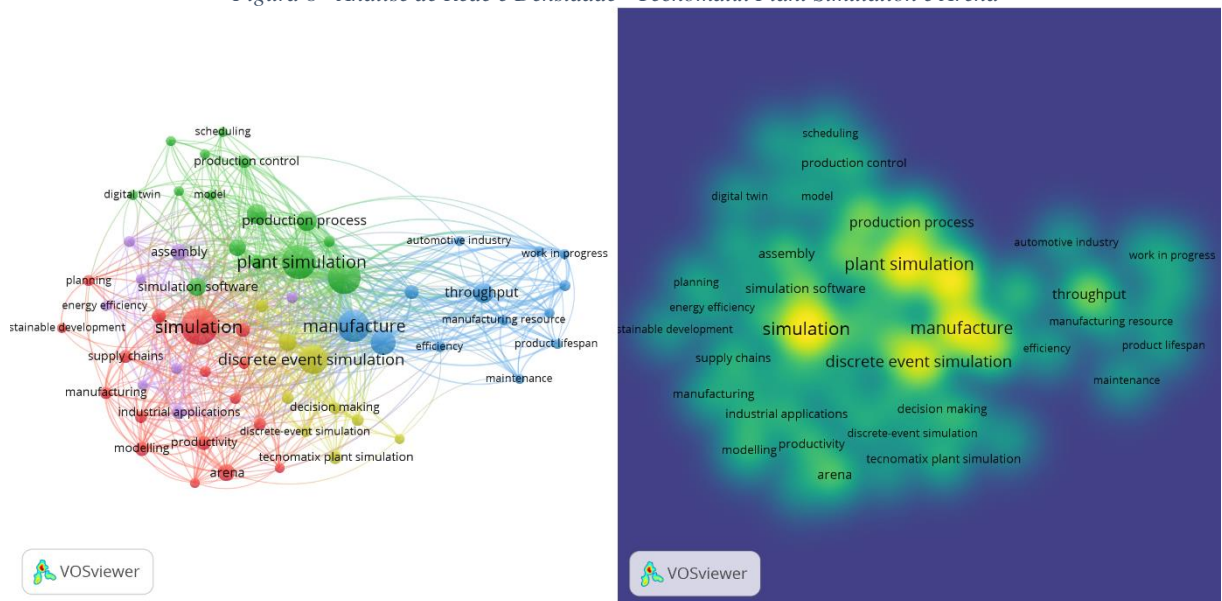 scheduling
production control
digital twin
model
production process
automotive industry
assembly
work in progress
plant simulation
planning
simulation software
throughput
energy efficiency
manufacturing resource
stainable development
simulation
manufacture
product lifespan
efficiency
supply chains
discrete event simulation
maintenance
manufacturing
decision making
industrial applications
discrete-event simulation
modelling
productivity
tecnomatix plant simulation
arena
VOSviewer
scheduling
production control
digital twin
model
production process
automotive industry
assembly
work in progress
plant simulation
planning
simulation software
throughput
energy efficiency
manufacturing resource
stainable development
simulation
manufacture
product lifespan
efficiency
supply chains
discrete event simulation
maintenance
manufacturing
decision making
industrial applications
discrete-event simulation
modelling
productivity
tecnomatix plant simulation
arena
VOSviewer